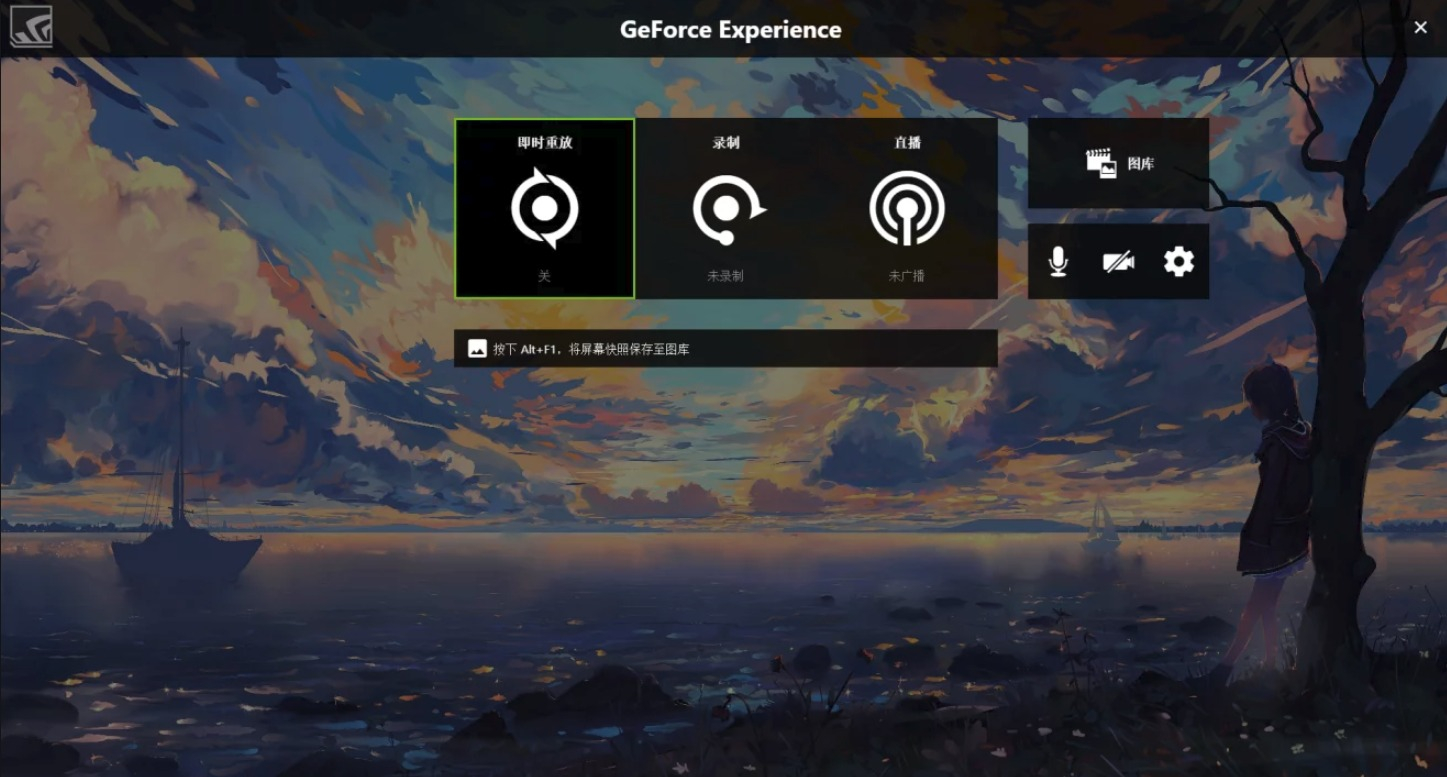 GeForce Experience
即时重放
录制
直播
图库
关
未录制
未广播
按下 Alt+F1，将屏幕快照保存至图库